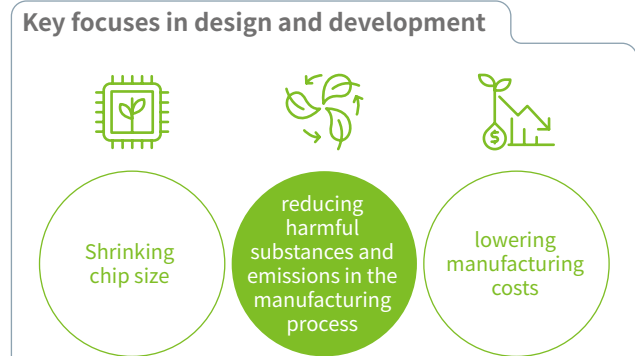 Key focuses in design and development
$
Shrinking
chip size
reducing
harmful
substances and
emissions in the
manufacturing
process
lowering
manufacturing
costs